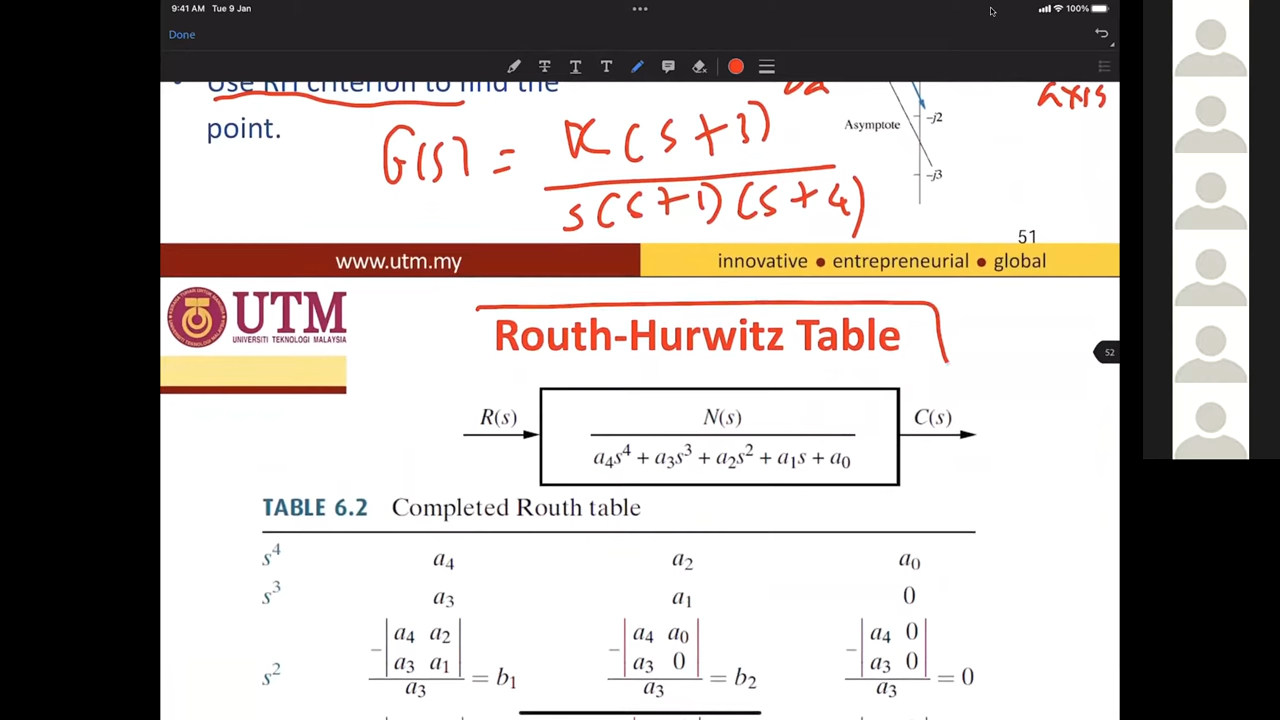 9:41 AM Tue 9 Jan
100%
Done
Use RH criterion to find the
point.
axis
Asymptote
-j2
-j3
G(s) = K(s+3)
s(s+1)(s+4)
51
www.utm.my
innovative ● entrepreneurial ● global
UTM
UNIVERSITI TEKNOLOGI MALAYSIA
Routh-Hurwitz Table
52
R(s)
N(s)
C(s)
a₄s⁴ + a₃s³ + a₂s² + a₁s + a₀
TABLE 6.2 Completed Routh table
s⁴ a₄ a₂ a₀
s³ a₃ a₁ 0
−|a₄ a₂| −|a₄ a₀| −|a₄ 0|
|a₃ a₁| |a₃ 0| |a₃ 0|
s² a₃ = b₁ a₃ = b₂ a₃ = 0